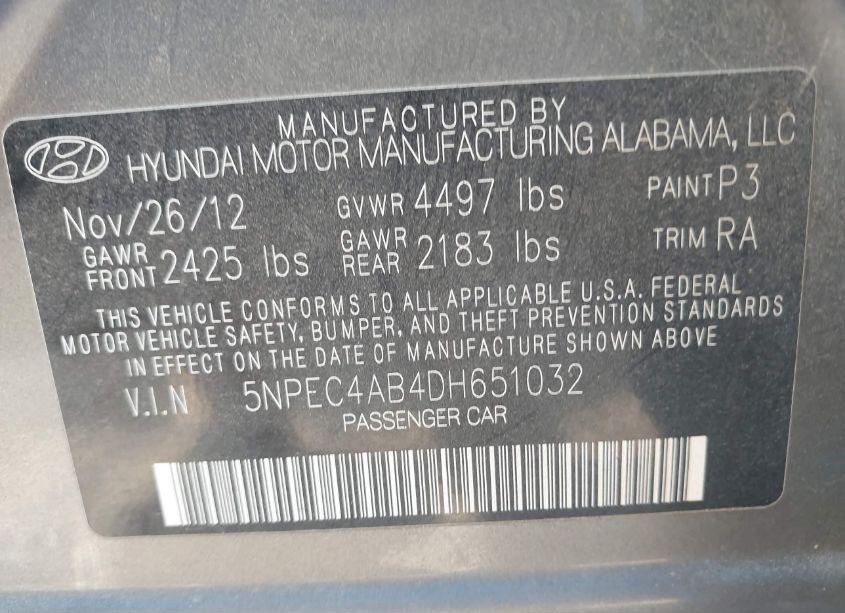 MANUFACTURED BY
HYUNDAI MOTOR MANUFACTURING ALABAMA, LLC
Nov/26/12 GVWR 4497 lbs PAINT P3
GAWR FRONT 2425 lbs GAWR REAR 2183 lbs TRIM RA
THIS VEHICLE CONFORMS TO ALL APPLICABLE U.S.A. FEDERAL
MOTOR VEHICLE SAFETY, BUMPER, AND THEFT PREVENTION STANDARDS
IN EFFECT ON THE DATE OF MANUFACTURE SHOWN ABOVE
V.I.N 5NPEC4AB4DH651032
PASSENGER CAR